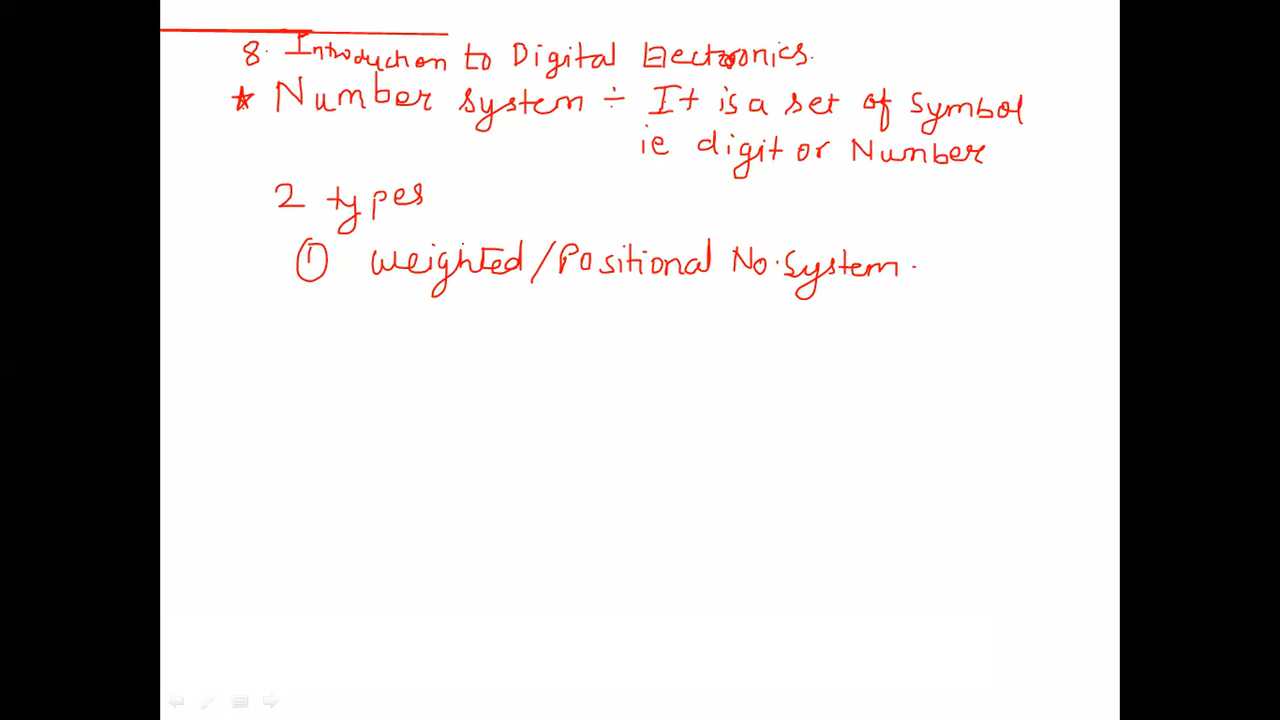 8. Introduction to Digital Electronics.
★ Number system ÷ It is a set of symbol
ie digit or Number
2 types
① weighted/Positional No. System.